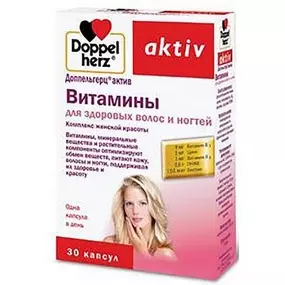 Doppel
herz®
aktiv
Доппельгерц® актив
Витамины
для здоровых волос и ногтей
Комплекс женской красоты
Витамины, минеральные
вещества и растительные
компоненты оптимизируют
обмен веществ, питают кожу,
волосы и ногти, поддерживая
их здоровье и
красоту
Одна
капсула
в день
30 капсул